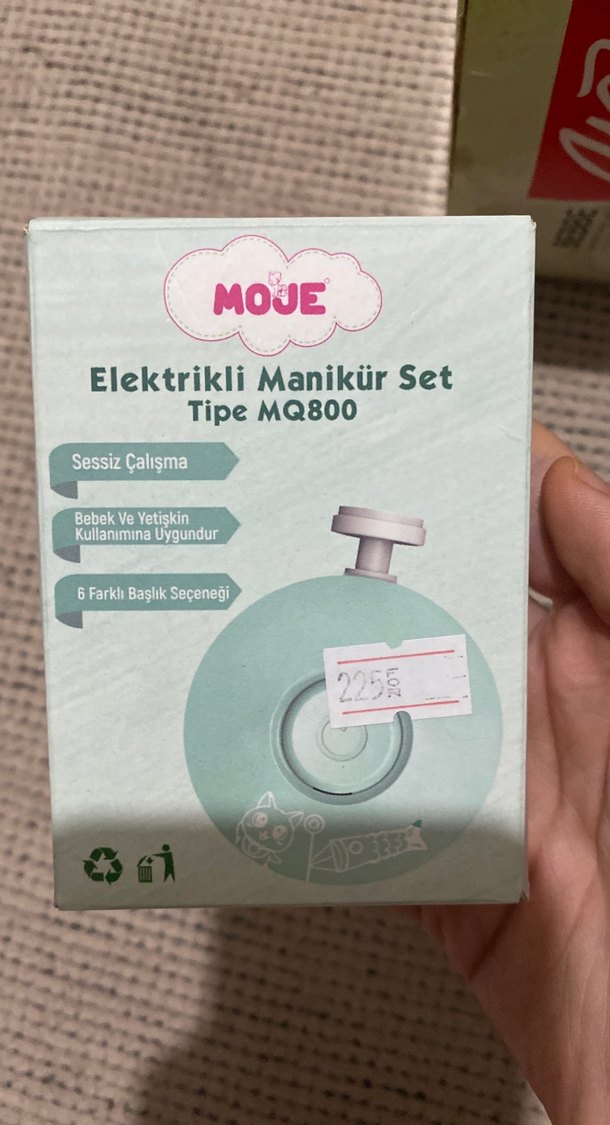 MOJE
Elektrikli Manikür Set
Tipe MQ800
Sessiz Çalışma
Bebek Ve Yetişkin
Kullanımına Uygundur
6 Farklı Başlık Seçeneği
225